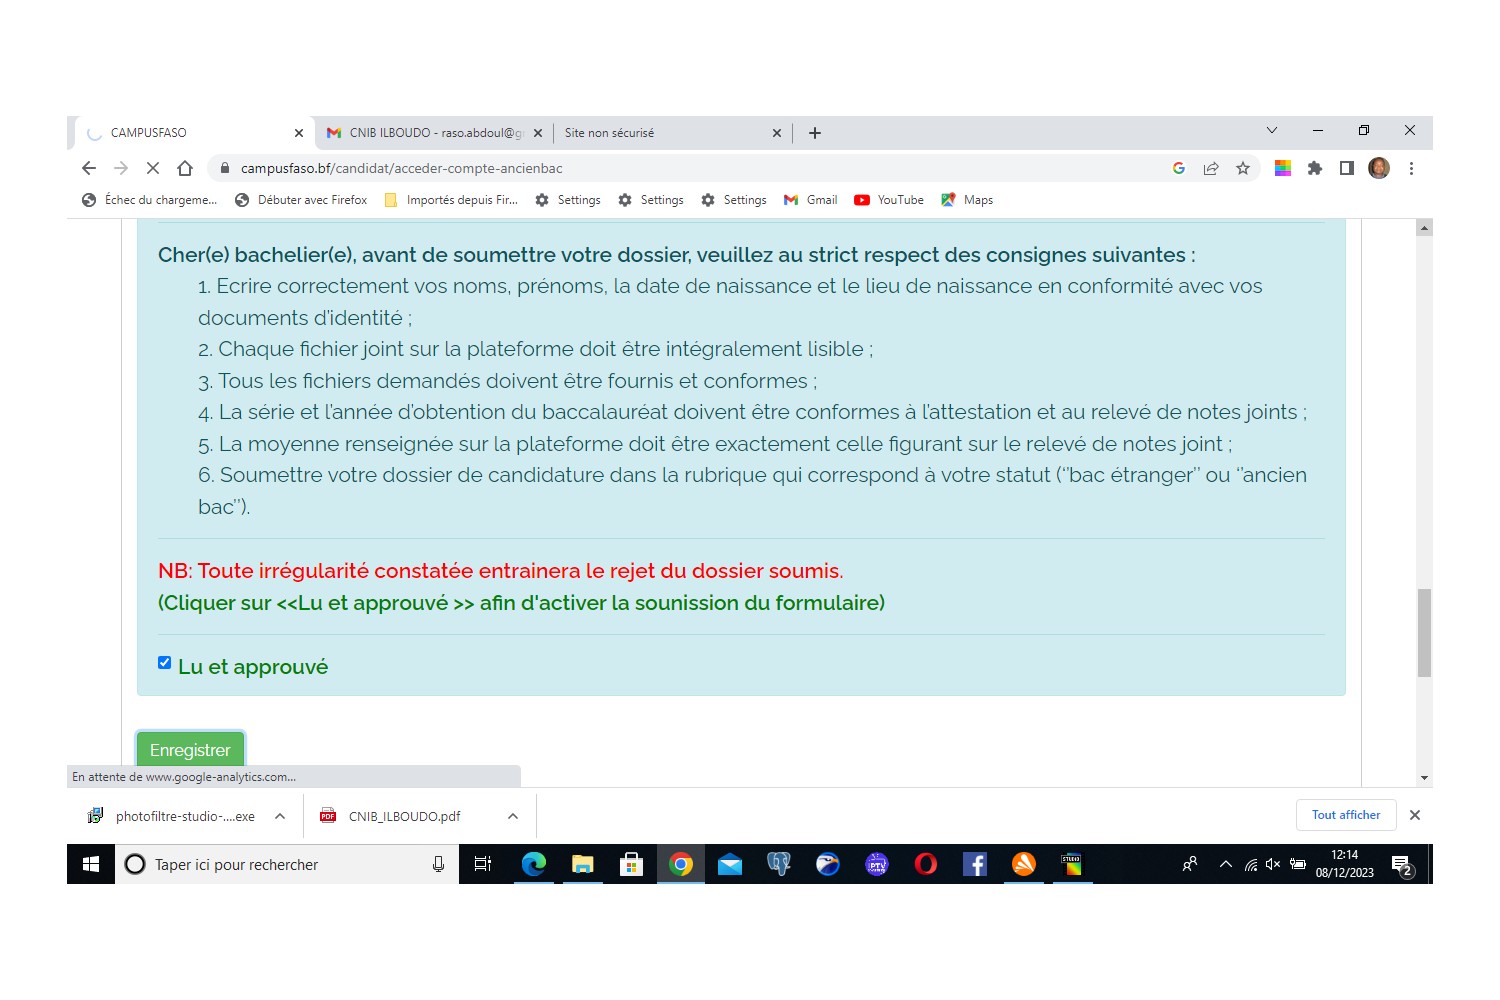 CAMPUSFASO
CNIB ILBOUDO - raso.abdoul@g
Site non sécurisé
campusfaso.bf/candidat/acceder-compte-ancienbac
Échec du chargeme... Débuter avec Firefox Importés depuis Fir... Settings Settings Settings Gmail YouTube Maps
Cher(e) bachelier(e), avant de soumettre votre dossier, veuillez au strict respect des consignes suivantes :
1. Ecrire correctement vos noms, prénoms, la date de naissance et le lieu de naissance en conformité avec vos
documents d'identité ;
2. Chaque fichier joint sur la plateforme doit être intégralement lisible ;
3. Tous les fichiers demandés doivent être fournis et conformes ;
4. La série et l'année d'obtention du baccalauréat doivent être conformes à l'attestation et au relevé de notes joints ;
5. La moyenne renseignée sur la plateforme doit être exactement celle figurant sur le relevé de notes joint ;
6. Soumettre votre dossier de candidature dans la rubrique qui correspond à votre statut (‘’bac étranger’’ ou ‘’ancien
bac’’).
NB: Toute irrégularité constatée entrainera le rejet du dossier soumis.
(Cliquer sur <<Lu et approuvé >> afin d'activer la sounission du formulaire)
Lu et approuvé
Enregistrer
En attente de www.google-analytics.com...
photofiltre-studio-....exe
CNIB_ILBOUDO.pdf
Tout afficher
Taper ici pour rechercher
12:14
08/12/2023
2